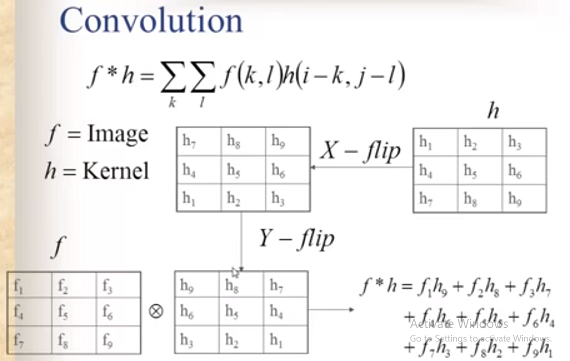 Convolution
f * h = ∑ ∑ f(k,l)h(i−k, j−l)
k l
h
f = Image
h = Kernel
h₇ h₈ h₉
h₄ h₅ h₆
h₁ h₂ h₃
X − flip
h₁ h₂ h₃
h₄ h₅ h₆
h₇ h₈ h₉
Y − flip
f
f₁ f₂ f₃
f₄ f₅ f₆
f₇ f₈ f₉
⊗
h₉ h₈ h₇
h₆ h₅ h₄
h₃ h₂ h₁
f * h = f₁h₉ + f₂h₈ + f₃h₇
+ f₄h₆ + f₅h₅ + f₆h₄
+ f₇h₃ + f₈h₂ + f₉h₁
Activate Windows
Go to Settings to activate Windows.